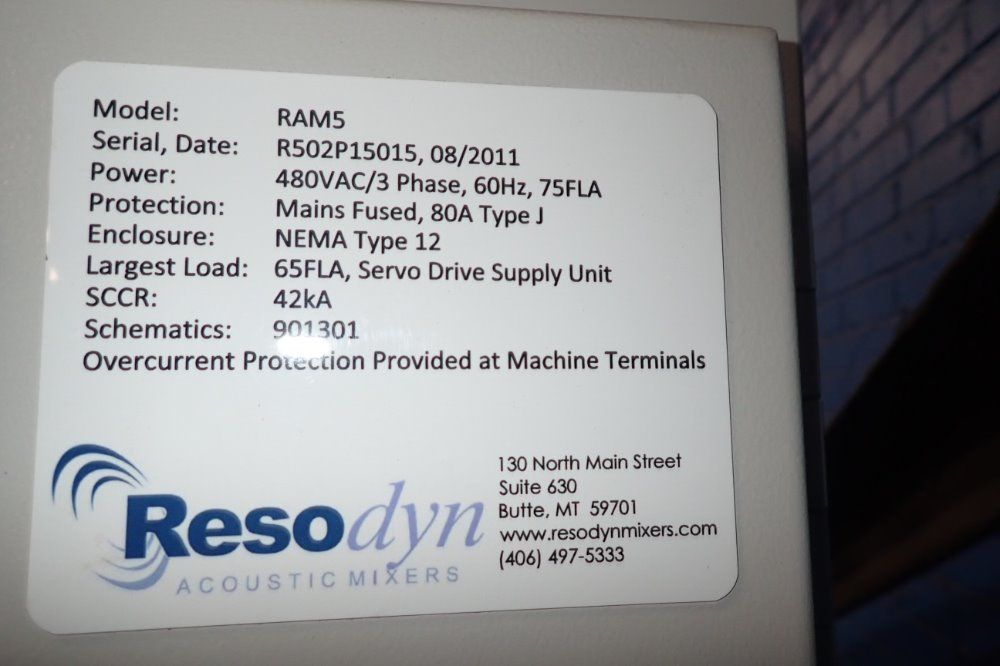 Model: RAM5
Serial, Date: R502P15015, 08/2011
Power: 480VAC/3 Phase, 60Hz, 75FLA
Protection: Mains Fused, 80A Type J
Enclosure: NEMA Type 12
Largest Load: 65FLA, Servo Drive Supply Unit
SCCR: 42kA
Schematics: 901301
Overcurrent Protection Provided at Machine Terminals
Resodyn
ACOUSTIC MIXERS
130 North Main Street
Suite 630
Butte, MT 59701
www.resodynmixers.com
(406) 497-5333